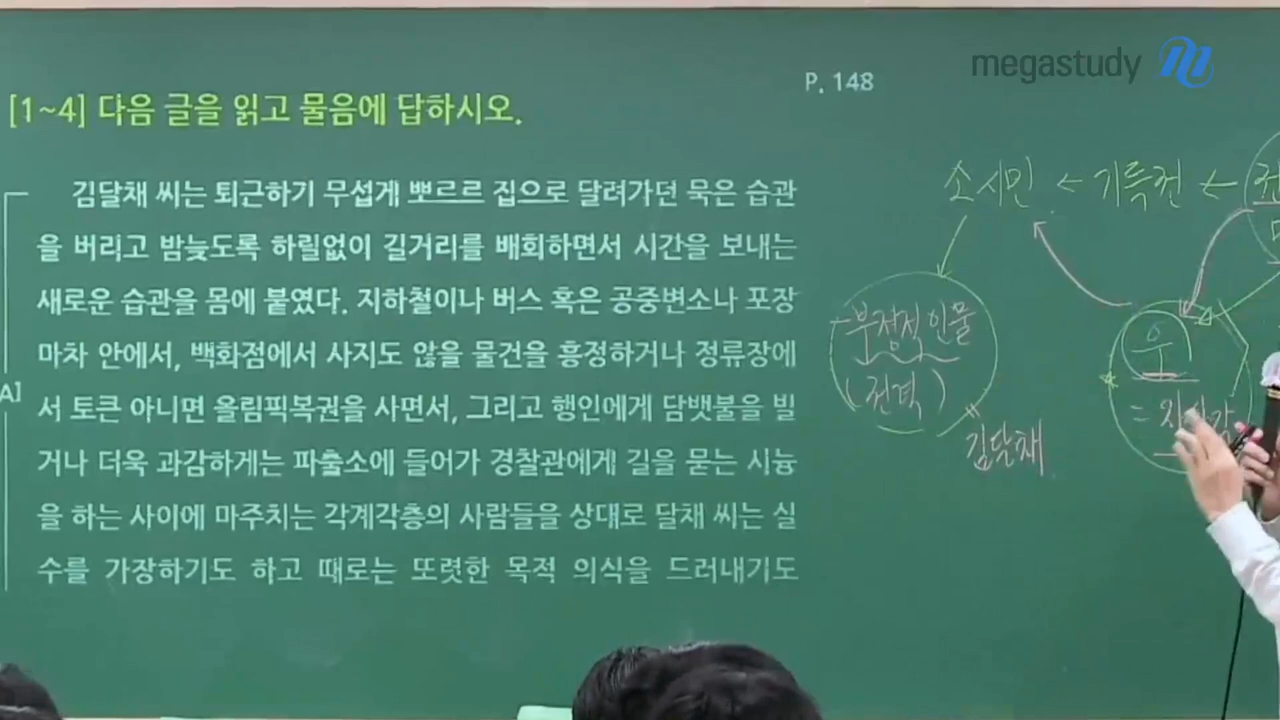 megastudy
P. 148
[1~4] 다음 글을 읽고 물음에 답하시오.
김달채 씨는 퇴근하기 무섭게 뽀르르 집으로 달려가던 묵은 습관
을 버리고 밤늦도록 하릴없이 길거리를 배회하면서 시간을 보내는
새로운 습관을 몸에 붙였다. 지하철이나 버스 혹은 공중변소나 포장
마차 안에서, 백화점에서 사지도 않을 물건을 흥정하거나 정류장에
A]
서 토큰 아니면 올림픽복권을 사면서, 그리고 행인에게 담뱃불을 빌
거나 더욱 과감하게는 파출소에 들어가 경찰관에게 길을 묻는 시늉
을 하는 사이에 마주치는 각계각층의 사람들을 상대로 달채 씨는 실
수를 가장하기도 하고 때로는 또렷한 목적 의식을 드러내기도
소시민 ← 기득권 ←
부정적 인물
(전격)
김달채
우
=